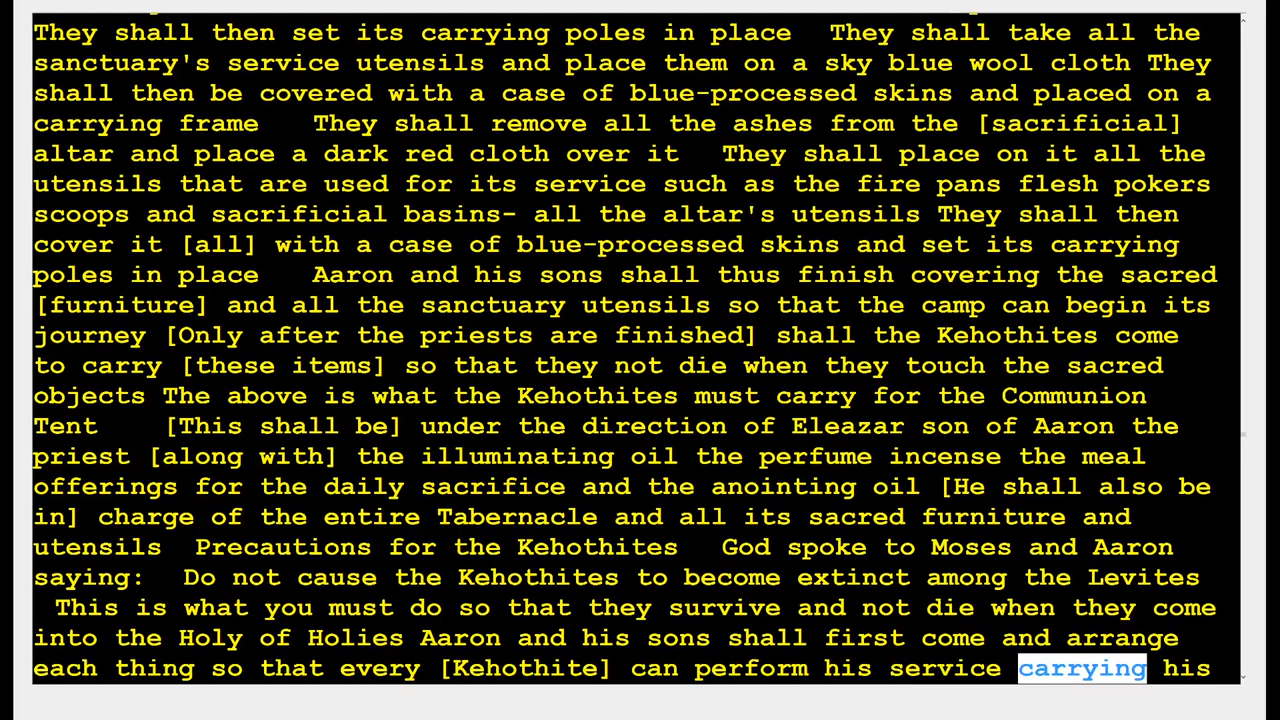 They shall then set its carrying poles in place They shall take all the
sanctuary's service utensils and place them on a sky blue wool cloth They
shall then be covered with a case of blue-processed skins and placed on a
carrying frame They shall remove all the ashes from the [sacrificial]
altar and place a dark red cloth over it They shall place on it all the
utensils that are used for its service such as the fire pans flesh pokers
scoops and sacrificial basins- all the altar's utensils They shall then
cover it [all] with a case of blue-processed skins and set its carrying
poles in place Aaron and his sons shall thus finish covering the sacred
[furniture] and all the sanctuary utensils so that the camp can begin its
journey [Only after the priests are finished] shall the Kehothites come
to carry [these items] so that they not die when they touch the sacred
objects The above is what the Kehothites must carry for the Communion
Tent [This shall be] under the direction of Eleazar son of Aaron the
priest [along with] the illuminating oil the perfume incense the meal
offerings for the daily sacrifice and the anointing oil [He shall also be
in] charge of the entire Tabernacle and all its sacred furniture and
utensils Precautions for the Kehothites God spoke to Moses and Aaron
saying: Do not cause the Kehothites to become extinct among the Levites
This is what you must do so that they survive and not die when they come
into the Holy of Holies Aaron and his sons shall first come and arrange
each thing so that every [Kehothite] can perform his service carrying his